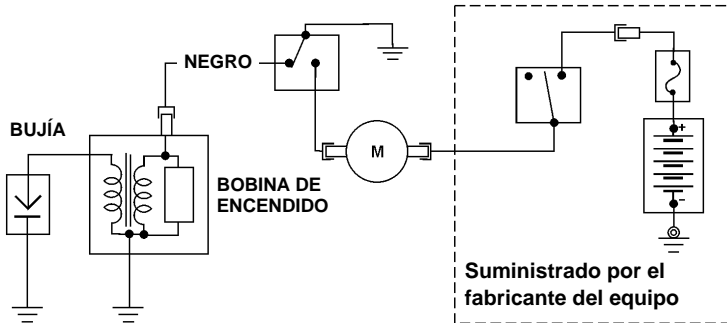 NEGRO
BUJÍA
BOBINA DE
ENCENDIDO
M
+
−
Suministrado por el
fabricante del equipo